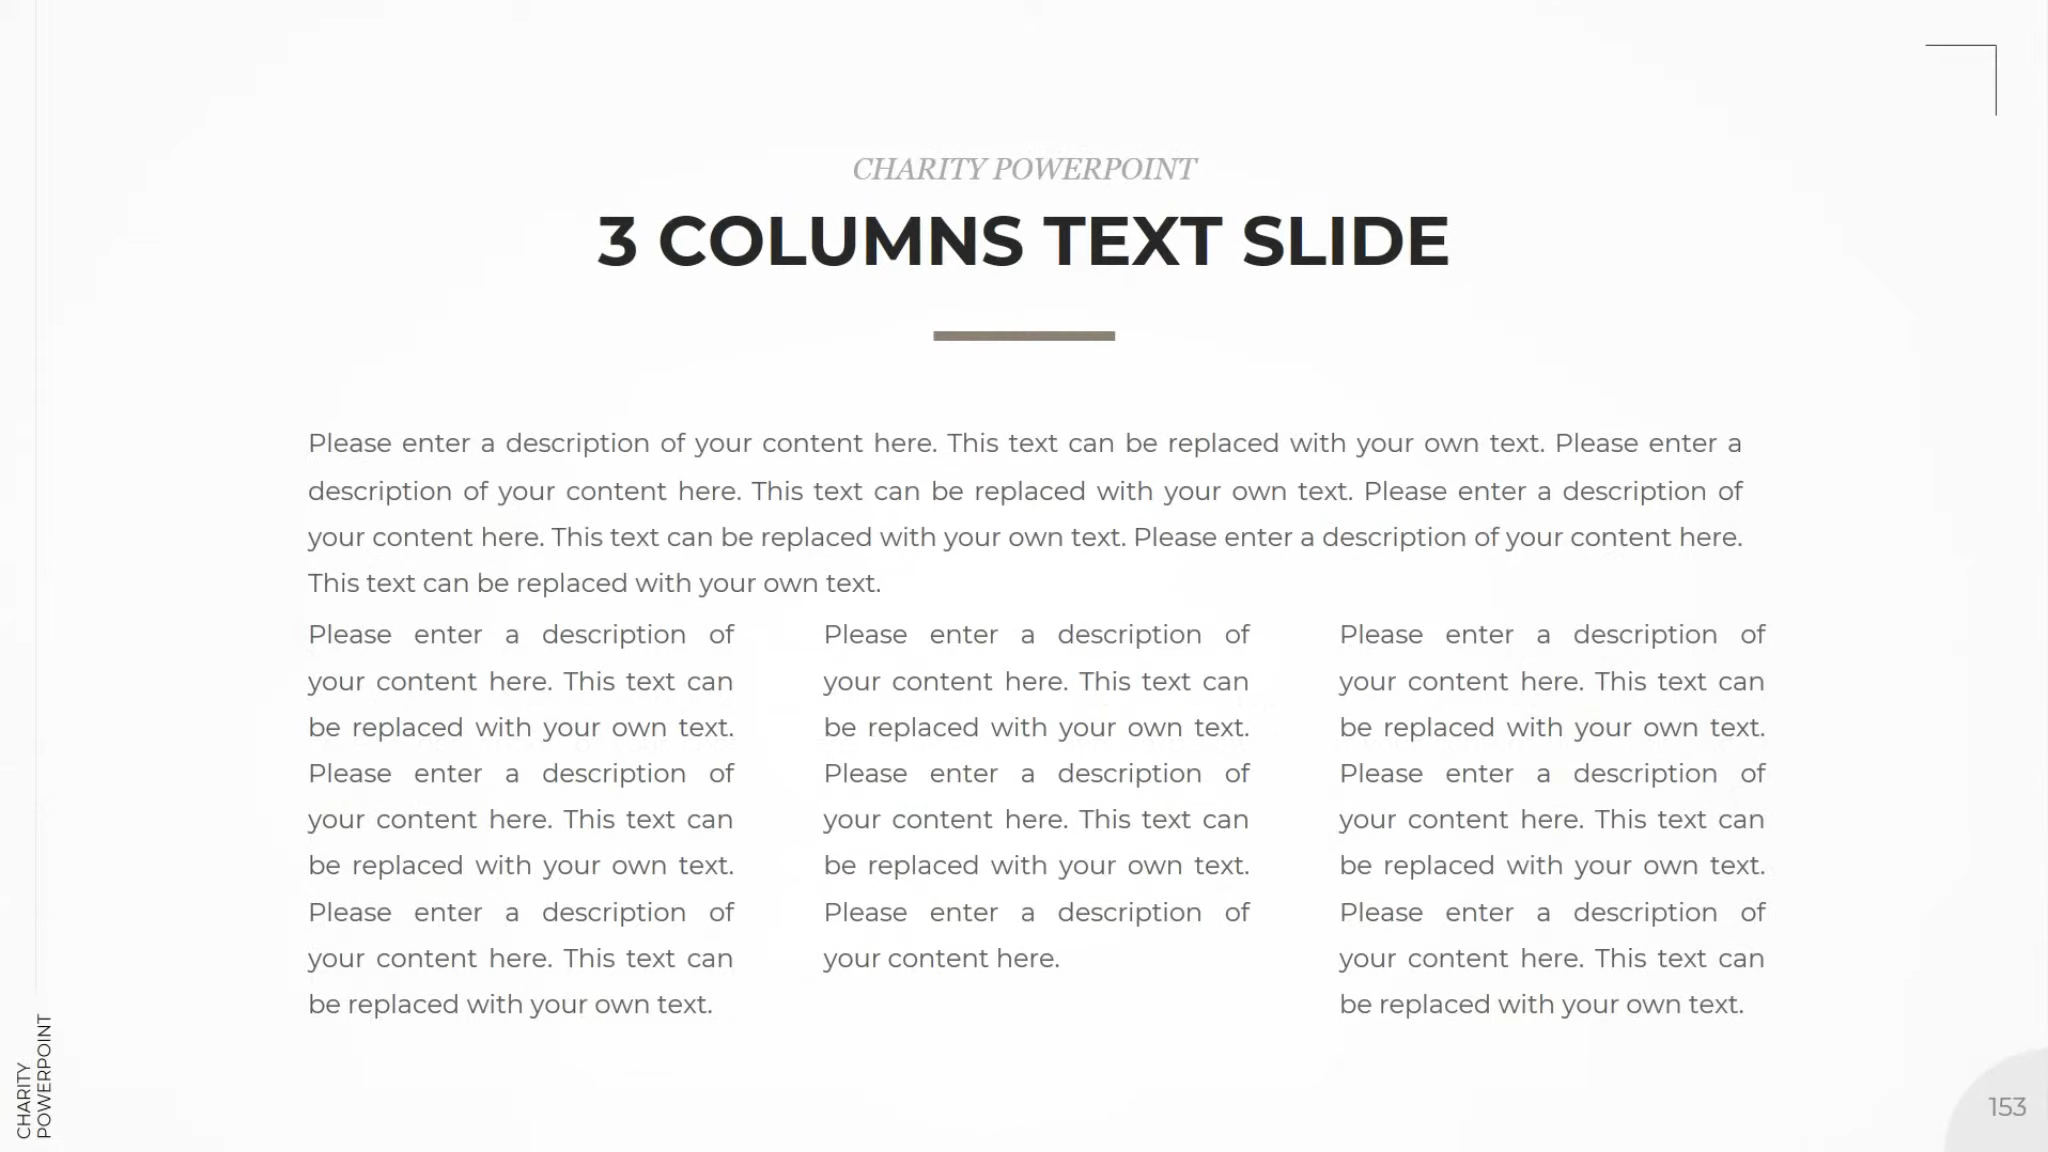 CHARITY POWERPOINT
3 COLUMNS TEXT SLIDE
Please enter a description of your content here. This text can be replaced with your own text. Please enter a
description of your content here. This text can be replaced with your own text. Please enter a description of
your content here. This text can be replaced with your own text. Please enter a description of your content here.
This text can be replaced with your own text.
Please enter a description of
your content here. This text can
be replaced with your own text.
Please enter a description of
your content here. This text can
be replaced with your own text.
Please enter a description of
your content here. This text can
be replaced with your own text.
Please enter a description of
your content here. This text can
be replaced with your own text.
Please enter a description of
your content here. This text can
be replaced with your own text.
Please enter a description of
your content here.
Please enter a description of
your content here. This text can
be replaced with your own text.
Please enter a description of
your content here. This text can
be replaced with your own text.
Please enter a description of
your content here. This text can
be replaced with your own text.
CHARITY
POWERPOINT
153